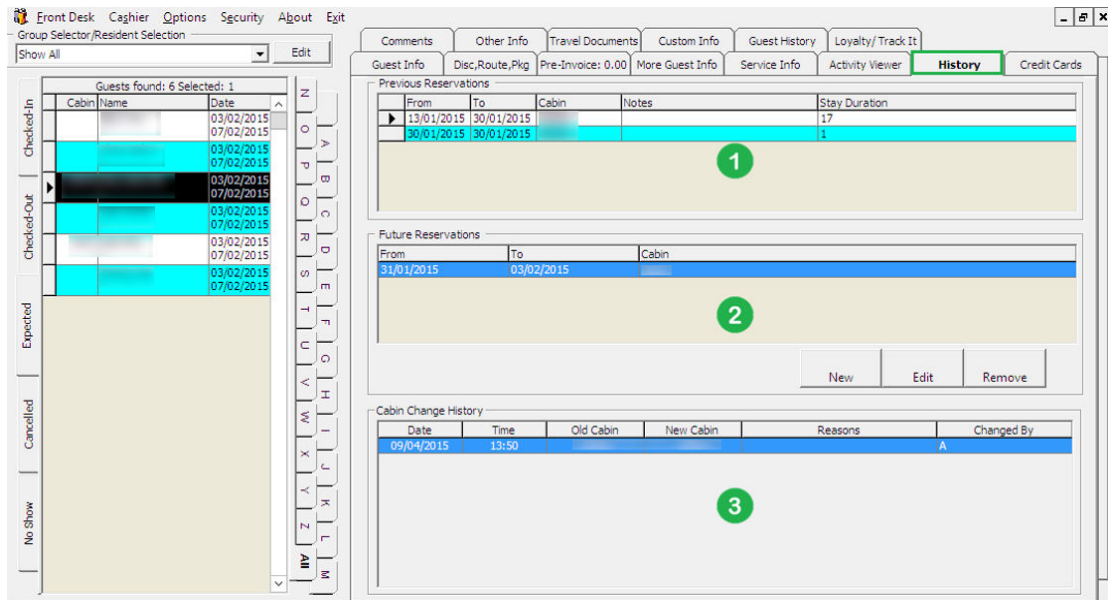 Front Desk Cashier Options Security About Exit
Group Selector/Resident Selection
Show All Edit
Guests found: 6 Selected: 1
Cabin Name Date
03/02/2015
07/02/2015
03/02/2015
07/02/2015
03/02/2015
07/02/2015
03/02/2015
07/02/2015
03/02/2015
07/02/2015
03/02/2015
07/02/2015
Checked-In
Checked-Out
Expected
Cancelled
No Show
N
O
P
Q
R
S
T
U
V
W
X
Y
Z
All
A
B
C
D
E
F
G
H
I
J
K
L
M
Comments Other Info Travel Documents Custom Info Guest History Loyalty/ Track It
Guest Info Disc,Route,Pkg Pre-Invoice: 0.00 More Guest Info Service Info Activity Viewer History Credit Cards
Previous Reservations
From To Cabin Notes Stay Duration
13/01/2015 30/01/2015 17
30/01/2015 30/01/2015 1
1
Future Reservations
From To Cabin
31/01/2015 03/02/2015
2
New Edit Remove
Cabin Change History
Date Time Old Cabin New Cabin Reasons Changed By
09/04/2015 13:50 A
3